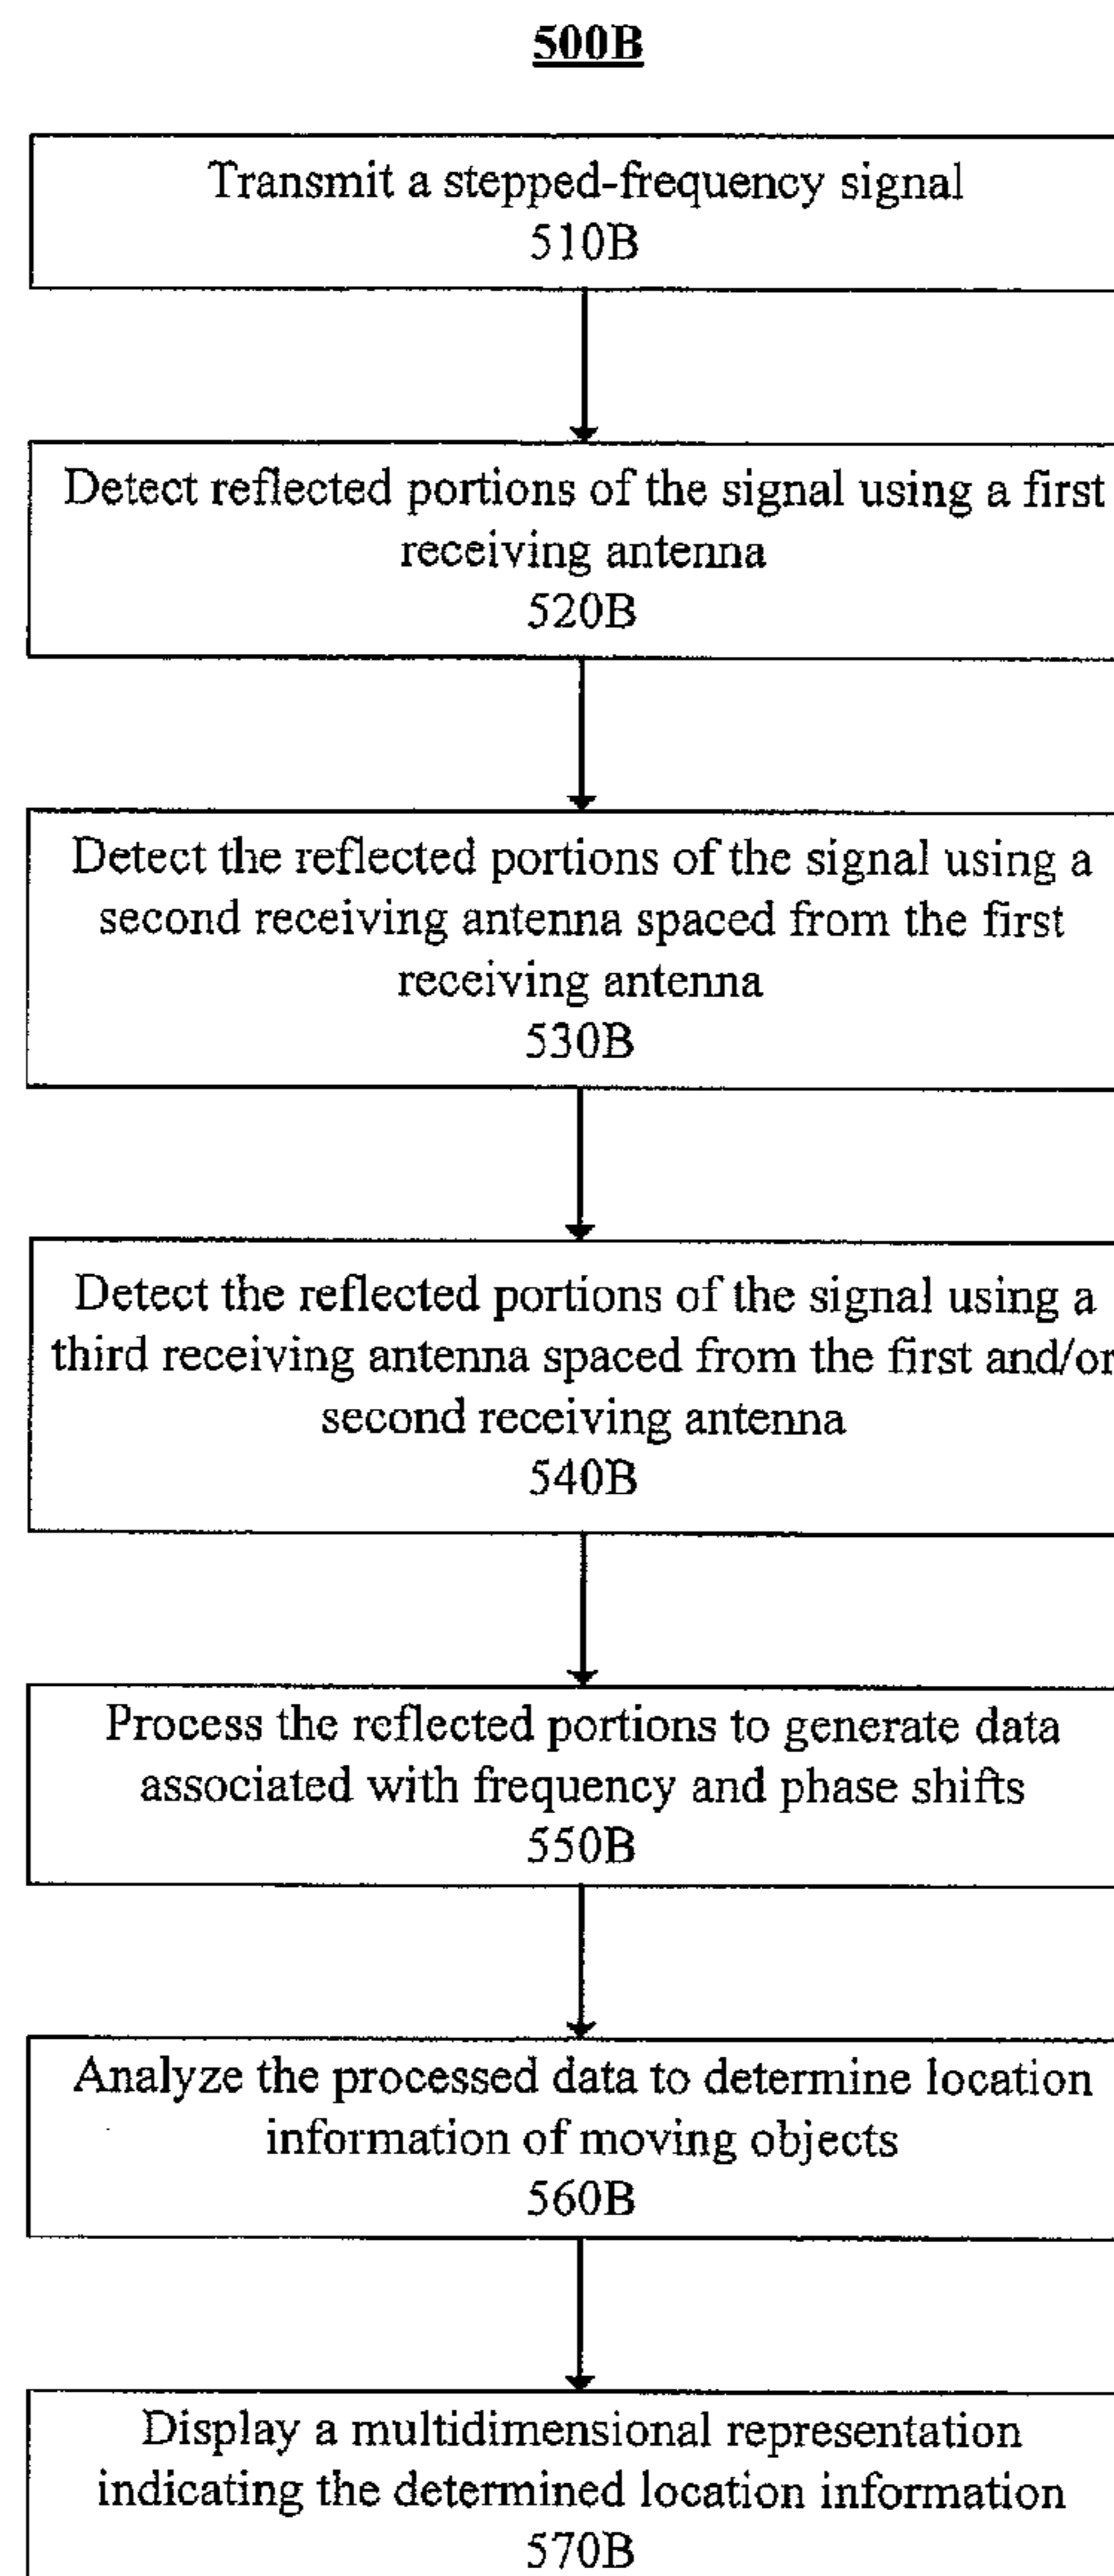 500B
Transmit a stepped-frequency signal
510B
Detect reflected portions of the signal using a first
receiving antenna
520B
Detect the reflected portions of the signal using a
second receiving antenna spaced from the first
receiving antenna
530B
Detect the reflected portions of the signal using a
third receiving antenna spaced from the first and/or
second receiving antenna
540B
Process the reflected portions to generate data
associated with frequency and phase shifts
550B
Analyze the processed data to determine location
information of moving objects
560B
Display a multidimensional representation
indicating the determined location information
570B